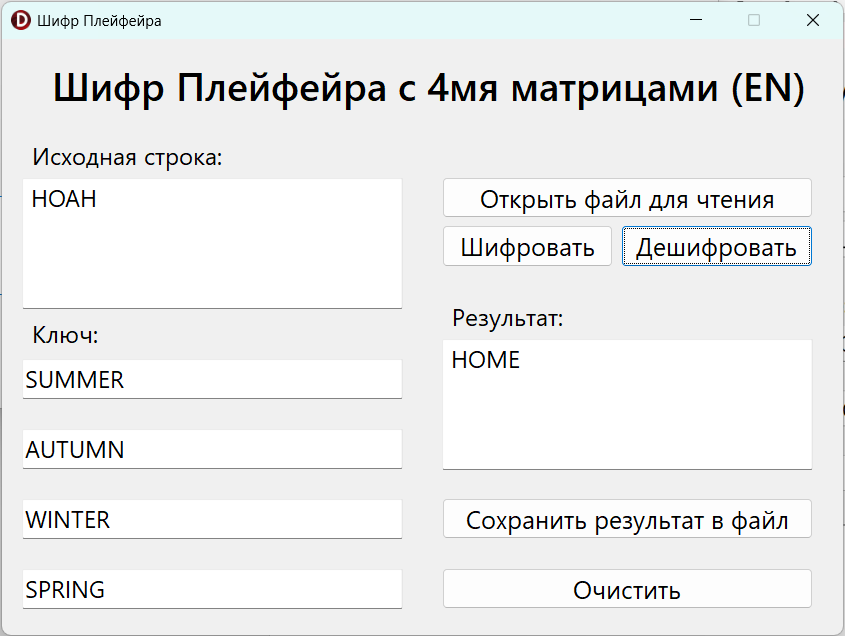 Шифр Плейфейра
Шифр Плейфейра с 4мя матрицами (EN)
Исходная строка:
HOAH
Открыть файл для чтения
Шифровать
Дешифровать
Ключ:
SUMMER
AUTUMN
WINTER
SPRING
Результат:
HOME
Сохранить результат в файл
Очистить